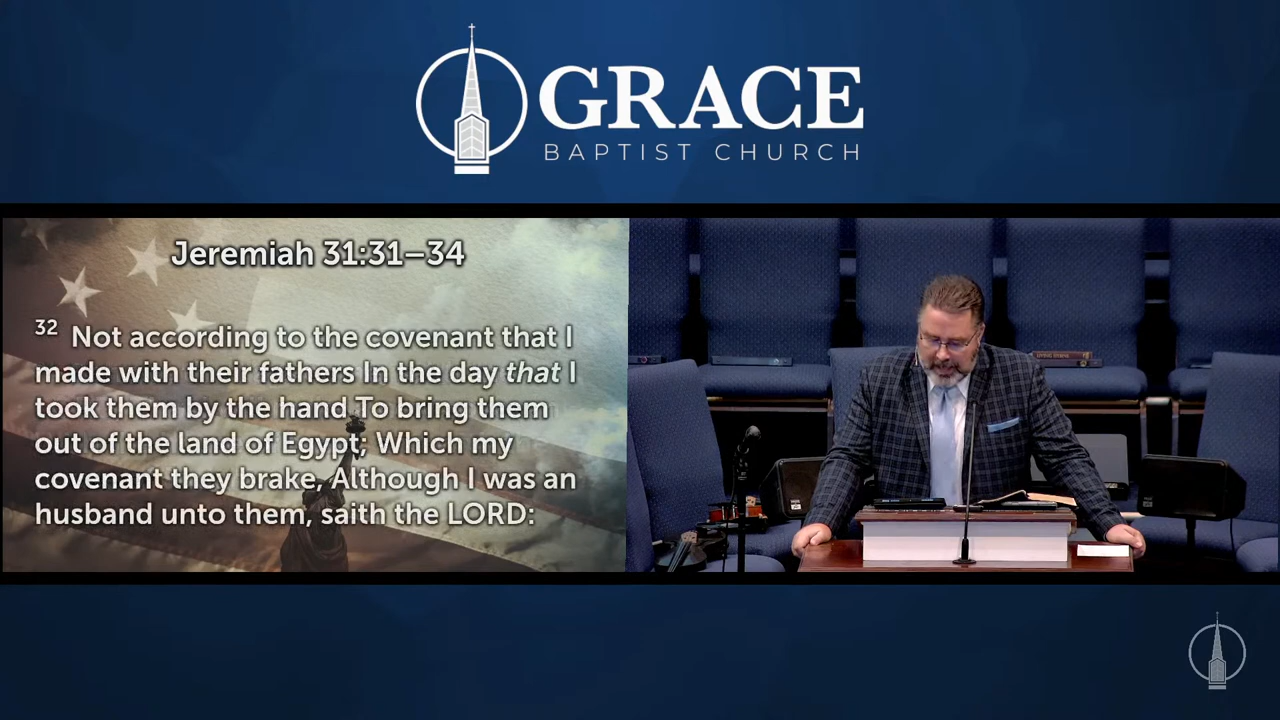 GRACE
BAPTIST CHURCH
Jeremiah 31:31–34
32 Not according to the covenant that I
made with their fathers In the day that I
took them by the hand To bring them
out of the land of Egypt; Which my
covenant they brake, Although I was an
husband unto them, saith the LORD: